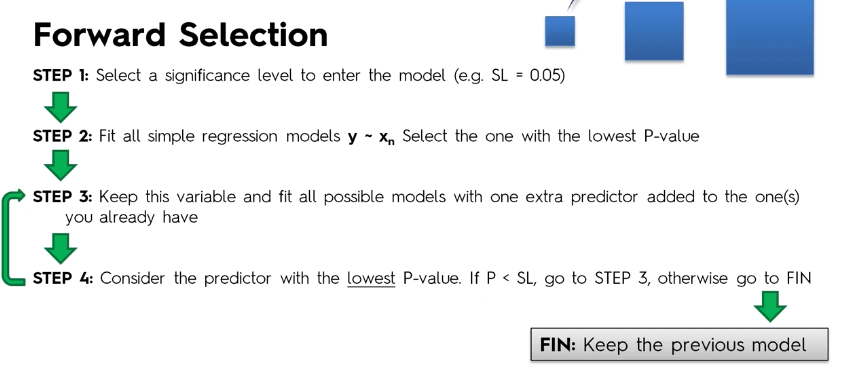 Forward Selection
STEP 1: Select a significance level to enter the model (e.g. SL = 0.05)
STEP 2: Fit all simple regression models y ~ xn Select the one with the lowest P-value
STEP 3: Keep this variable and fit all possible models with one extra predictor added to the one(s)
you already have
STEP 4: Consider the predictor with the lowest P-value. If P < SL, go to STEP 3, otherwise go to FIN
FIN: Keep the previous model